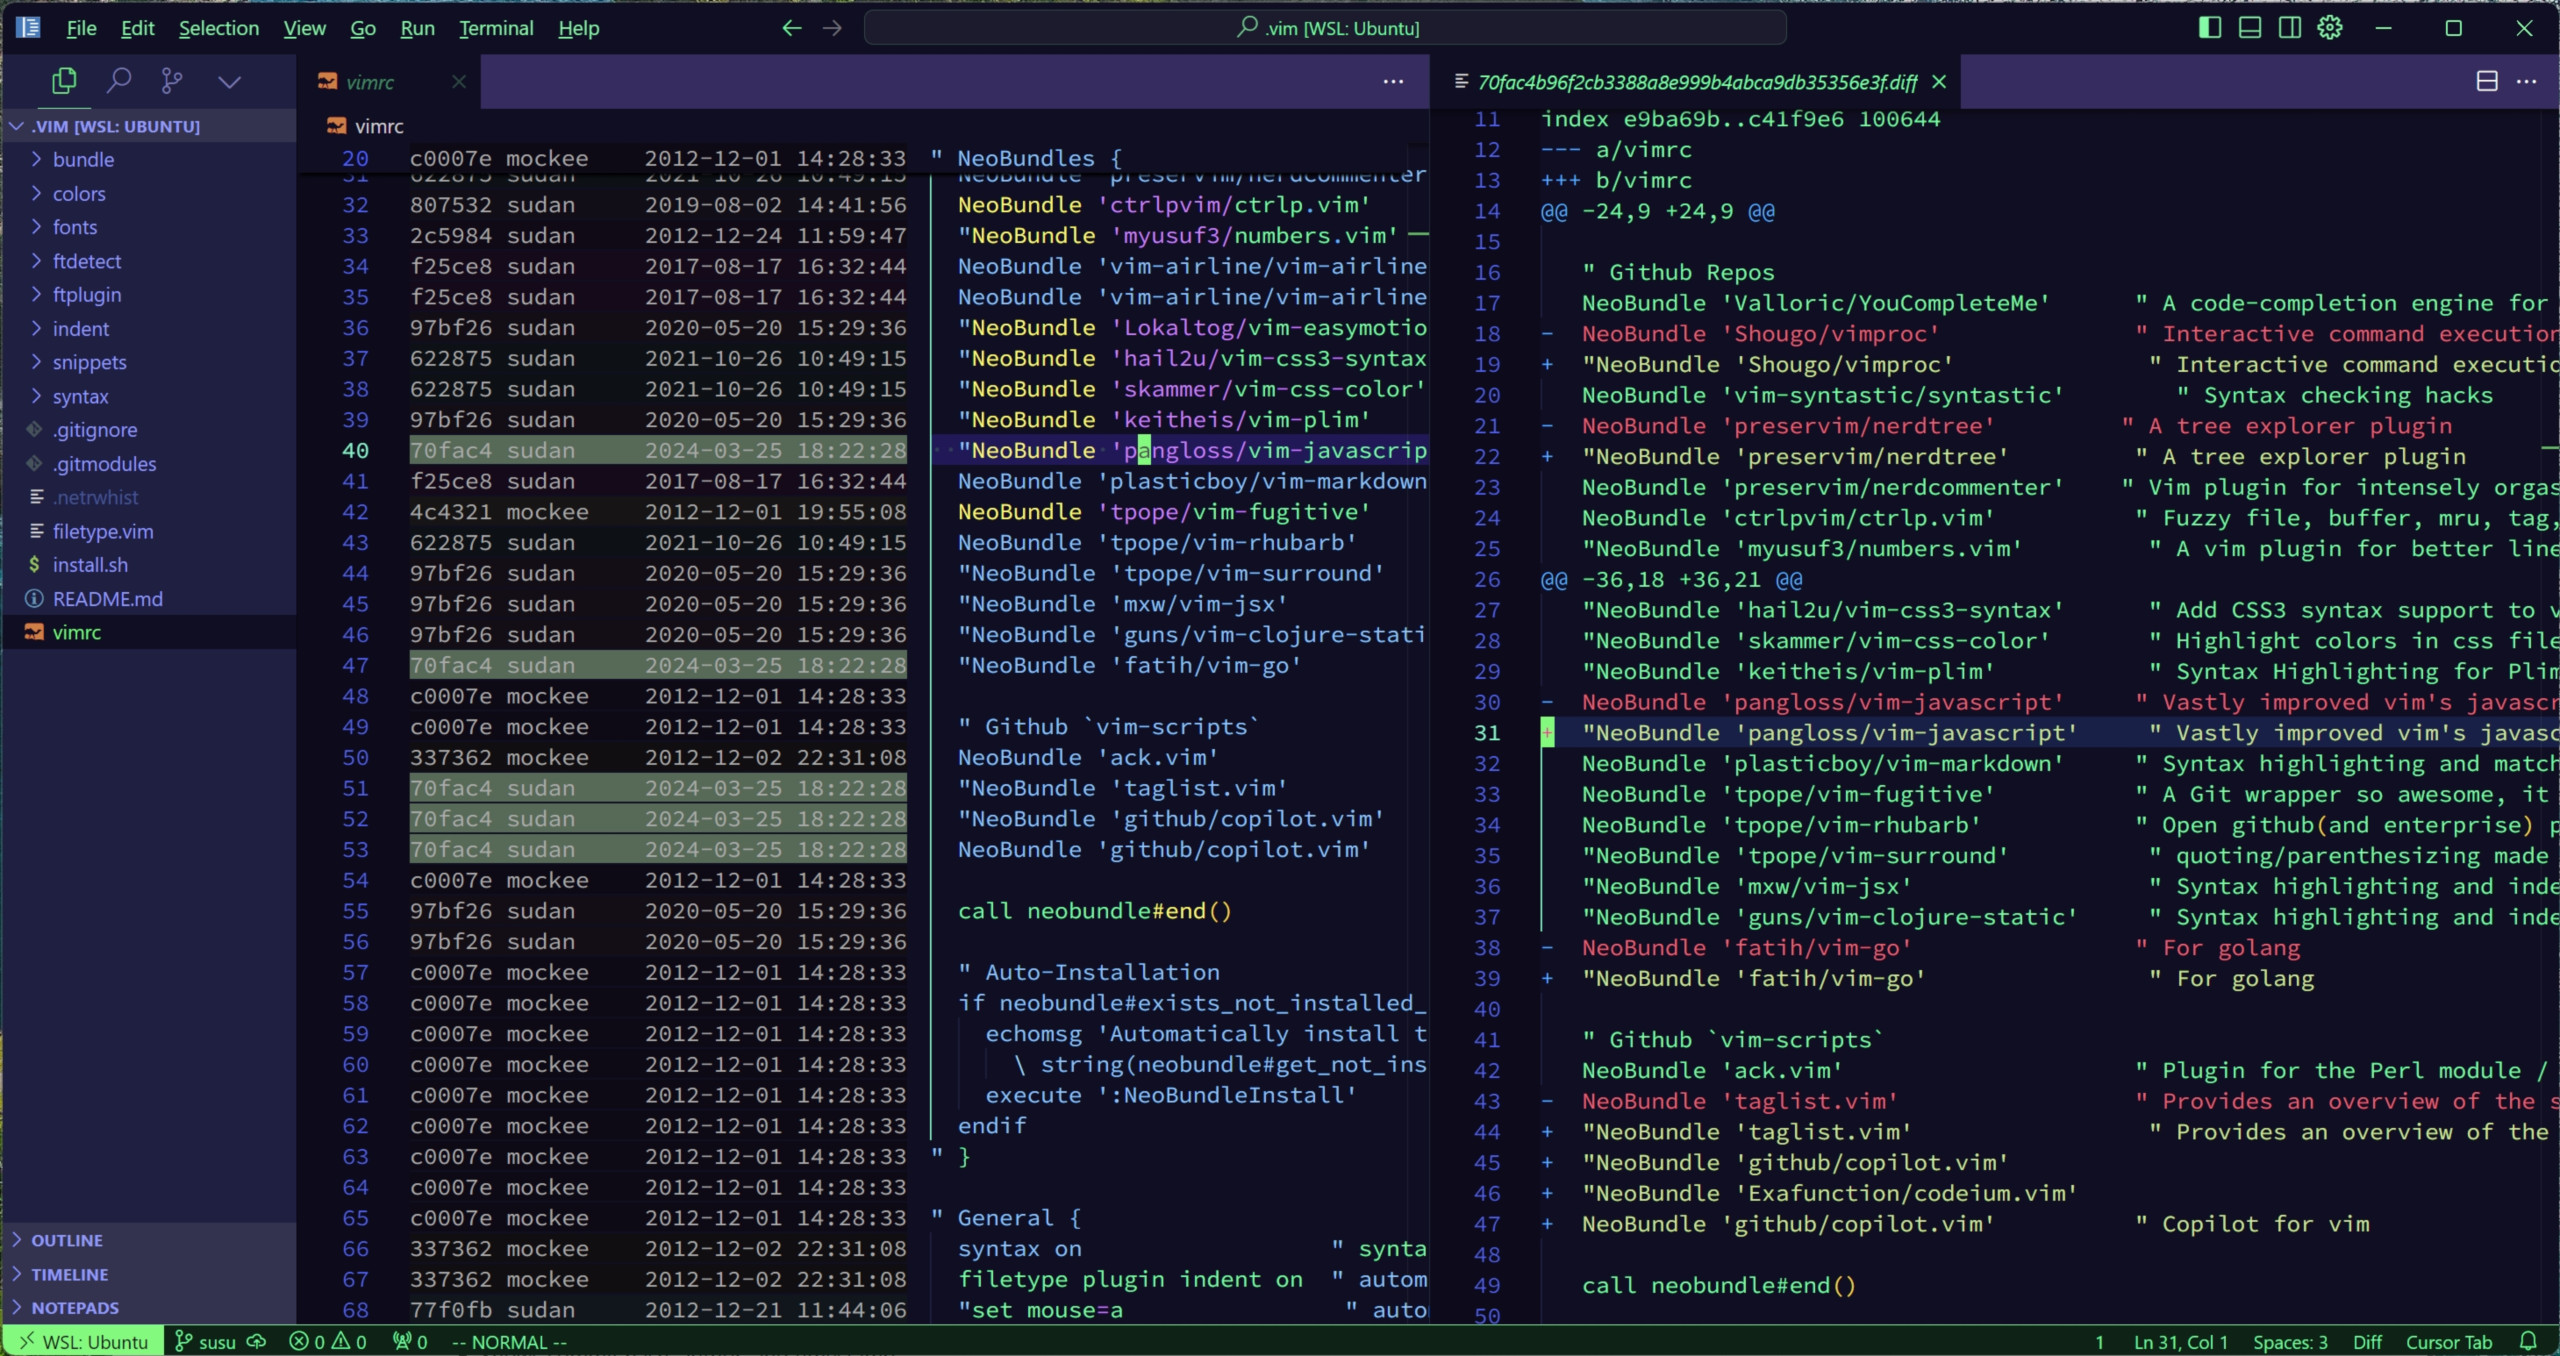 File Edit Selection View Go Run Terminal Help
.vim [WSL: Ubuntu]
vimrc
70fac4b96f2cb3388a8e999b4abca9db35356e3f.diff
.VIM [WSL: UBUNTU]
bundle
colors
fonts
ftdetect
ftplugin
indent
snippets
syntax
.gitignore
.gitmodules
.netrwhist
filetype.vim
install.sh
README.md
vimrc
OUTLINE
TIMELINE
NOTEPADS
vimrc
20 c0007e mockee 2012-12-01 14:28:33 " NeoBundles {
31 622875 sudan 2021-10-26 10:49:15 NeoBundle 'preservim/nerdcommenter
32 807532 sudan 2019-08-02 14:41:56 NeoBundle 'ctrlpvim/ctrlp.vim'
33 2c5984 sudan 2012-12-24 11:59:47 "NeoBundle 'myusuf3/numbers.vim'
34 f25ce8 sudan 2017-08-17 16:32:44 NeoBundle 'vim-airline/vim-airline
35 f25ce8 sudan 2017-08-17 16:32:44 NeoBundle 'vim-airline/vim-airline
36 97bf26 sudan 2020-05-20 15:29:36 "NeoBundle 'Lokaltog/vim-easymotio
37 622875 sudan 2021-10-26 10:49:15 "NeoBundle 'hail2u/vim-css3-syntax
38 622875 sudan 2021-10-26 10:49:15 "NeoBundle 'skammer/vim-css-color'
39 97bf26 sudan 2020-05-20 15:29:36 "NeoBundle 'keitheis/vim-plim'
40 70fac4 sudan 2024-03-25 18:22:28 "NeoBundle 'pangloss/vim-javascrip
41 f25ce8 sudan 2017-08-17 16:32:44 NeoBundle 'plasticboy/vim-markdown
42 4c4321 mockee 2012-12-01 19:55:08 NeoBundle 'tpope/vim-fugitive'
43 622875 sudan 2021-10-26 10:49:15 NeoBundle 'tpope/vim-rhubarb'
44 97bf26 sudan 2020-05-20 15:29:36 "NeoBundle 'tpope/vim-surround'
45 97bf26 sudan 2020-05-20 15:29:36 "NeoBundle 'mxw/vim-jsx'
46 97bf26 sudan 2020-05-20 15:29:36 "NeoBundle 'guns/vim-clojure-stati
47 70fac4 sudan 2024-03-25 18:22:28 "NeoBundle 'fatih/vim-go'
48 c0007e mockee 2012-12-01 14:28:33
49 c0007e mockee 2012-12-01 14:28:33 " Github `vim-scripts`
50 337362 mockee 2012-12-02 22:31:08 NeoBundle 'ack.vim'
51 70fac4 sudan 2024-03-25 18:22:28 "NeoBundle 'taglist.vim'
52 70fac4 sudan 2024-03-25 18:22:28 "NeoBundle 'github/copilot.vim'
53 70fac4 sudan 2024-03-25 18:22:28 NeoBundle 'github/copilot.vim'
54 c0007e mockee 2012-12-01 14:28:33
55 97bf26 sudan 2020-05-20 15:29:36 call neobundle#end()
56 97bf26 sudan 2020-05-20 15:29:36
57 c0007e mockee 2012-12-01 14:28:33 " Auto-Installation
58 c0007e mockee 2012-12-01 14:28:33 if neobundle#exists_not_installed_
59 c0007e mockee 2012-12-01 14:28:33 echomsg 'Automatically install t
60 c0007e mockee 2012-12-01 14:28:33 \ string(neobundle#get_not_ins
61 c0007e mockee 2012-12-01 14:28:33 execute ':NeoBundleInstall'
62 c0007e mockee 2012-12-01 14:28:33 endif
63 c0007e mockee 2012-12-01 14:28:33 " }
64 c0007e mockee 2012-12-01 14:28:33
65 c0007e mockee 2012-12-01 14:28:33 " General {
66 337362 mockee 2012-12-02 22:31:08 syntax on " synta
67 337362 mockee 2012-12-02 22:31:08 filetype plugin indent on " autom
68 77f0fb sudan 2012-12-21 11:44:06 "set mouse=a " auto
11 index e9ba69b..c41f9e6 100644
12 --- a/vimrc
13 +++ b/vimrc
14 @@ -24,9 +24,9 @@
15
16 " Github Repos
17 NeoBundle 'Valloric/YouCompleteMe' " A code-completion engine for
18 - NeoBundle 'Shougo/vimproc' " Interactive command execution
19 + "NeoBundle 'Shougo/vimproc' " Interactive command executio
20 NeoBundle 'vim-syntastic/syntastic' " Syntax checking hacks
21 - NeoBundle 'preservim/nerdtree' " A tree explorer plugin
22 + "NeoBundle 'preservim/nerdtree' " A tree explorer plugin
23 NeoBundle 'preservim/nerdcommenter' " Vim plugin for intensely orgas
24 NeoBundle 'ctrlpvim/ctrlp.vim' " Fuzzy file, buffer, mru, tag,
25 "NeoBundle 'myusuf3/numbers.vim' " A vim plugin for better line
26 @@ -36,18 +36,21 @@
27 "NeoBundle 'hail2u/vim-css3-syntax' " Add CSS3 syntax support to v
28 "NeoBundle 'skammer/vim-css-color' " Highlight colors in css file
29 "NeoBundle 'keitheis/vim-plim' " Syntax Highlighting for Plim
30 - NeoBundle 'pangloss/vim-javascript' " Vastly improved vim's javascr
31 + "NeoBundle 'pangloss/vim-javascript' " Vastly improved vim's javasc
32 NeoBundle 'plasticboy/vim-markdown' " Syntax highlighting and match
33 NeoBundle 'tpope/vim-fugitive' " A Git wrapper so awesome, it
34 NeoBundle 'tpope/vim-rhubarb' " Open github(and enterprise) p
35 "NeoBundle 'tpope/vim-surround' " quoting/parenthesizing made
36 "NeoBundle 'mxw/vim-jsx' " Syntax highlighting and inde
37 "NeoBundle 'guns/vim-clojure-static' " Syntax highlighting and inde
38 - NeoBundle 'fatih/vim-go' " For golang
39 + "NeoBundle 'fatih/vim-go' " For golang
40
41 " Github `vim-scripts`
42 NeoBundle 'ack.vim' " Plugin for the Perl module /
43 - NeoBundle 'taglist.vim' " Provides an overview of the s
44 + "NeoBundle 'taglist.vim' " Provides an overview of the
45 + "NeoBundle 'github/copilot.vim'
46 + "NeoBundle 'Exafunction/codeium.vim'
47 + NeoBundle 'github/copilot.vim' " Copilot for vim
48
49 call neobundle#end()
50
WSL: Ubuntu susu 0 0 0 -- NORMAL -- 1 Ln 31, Col 1 Spaces: 3 Diff Cursor Tab